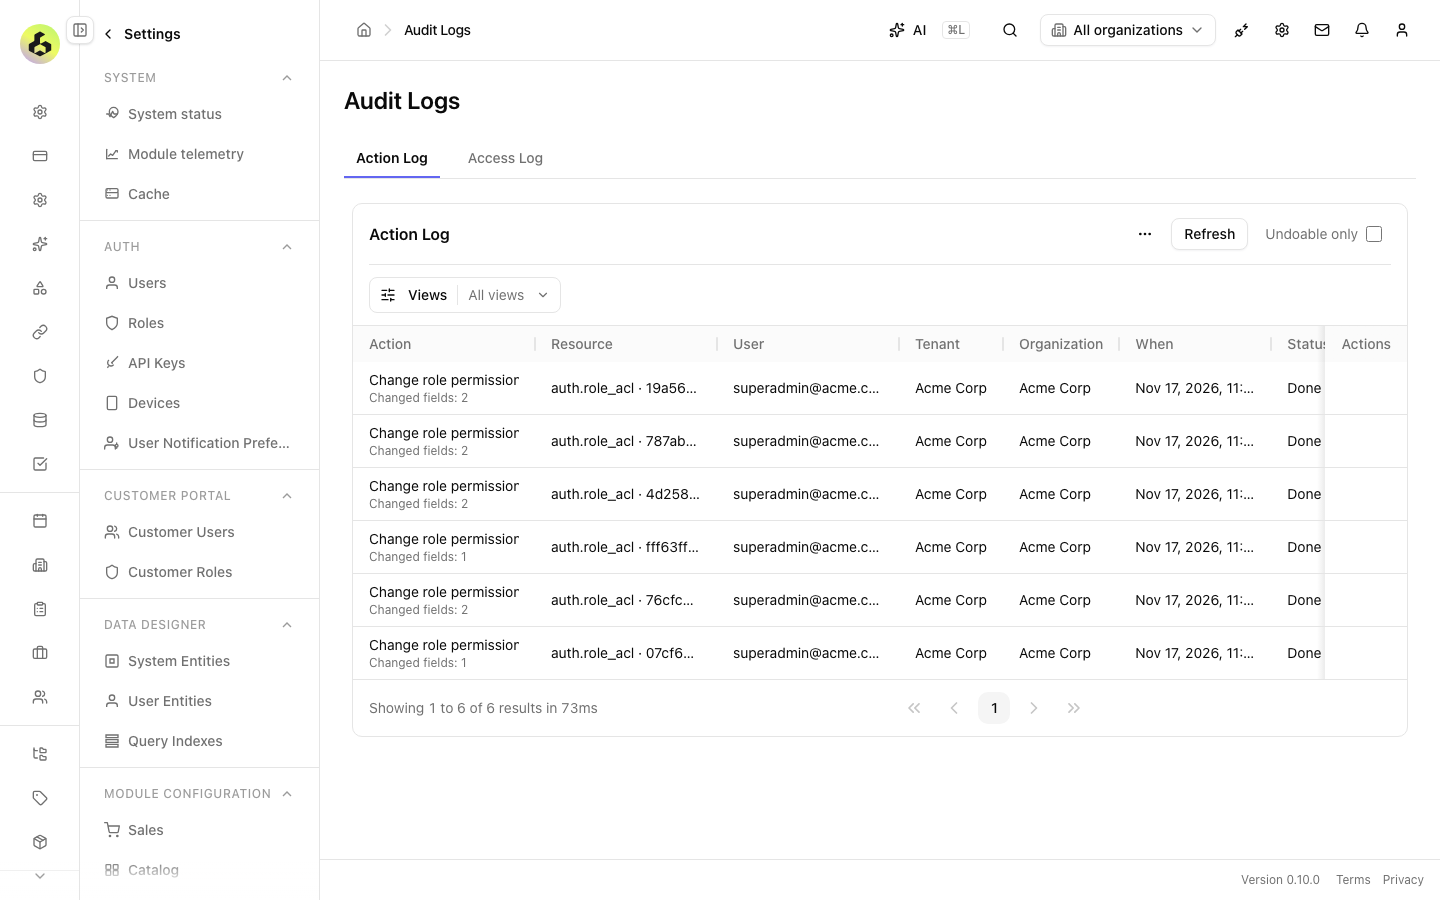 Settings
SYSTEM
System status
Module telemetry
Cache
AUTH
Users
Roles
API Keys
Devices
User Notification Prefe...
CUSTOMER PORTAL
Customer Users
Customer Roles
DATA DESIGNER
System Entities
User Entities
Query Indexes
MODULE CONFIGURATION
Sales
Catalog
Audit Logs
AI ⌘L
All organizations
Audit Logs
Action Log Access Log
Action Log
Refresh Undoable only
Views All views
Action Resource User Tenant Organization When Status Actions
Change role permission auth.role_acl · 19a56... superadmin@acme.c... Acme Corp Acme Corp Nov 17, 2026, 11:... Done
Changed fields: 2
Change role permission auth.role_acl · 787ab... superadmin@acme.c... Acme Corp Acme Corp Nov 17, 2026, 11:... Done
Changed fields: 2
Change role permission auth.role_acl · 4d258... superadmin@acme.c... Acme Corp Acme Corp Nov 17, 2026, 11:... Done
Changed fields: 2
Change role permission auth.role_acl · fff63ff... superadmin@acme.c... Acme Corp Acme Corp Nov 17, 2026, 11:... Done
Changed fields: 1
Change role permission auth.role_acl · 76cfc... superadmin@acme.c... Acme Corp Acme Corp Nov 17, 2026, 11:... Done
Changed fields: 2
Change role permission auth.role_acl · 07cf6... superadmin@acme.c... Acme Corp Acme Corp Nov 17, 2026, 11:... Done
Changed fields: 1
Showing 1 to 6 of 6 results in 73ms
1
Version 0.10.0 Terms Privacy